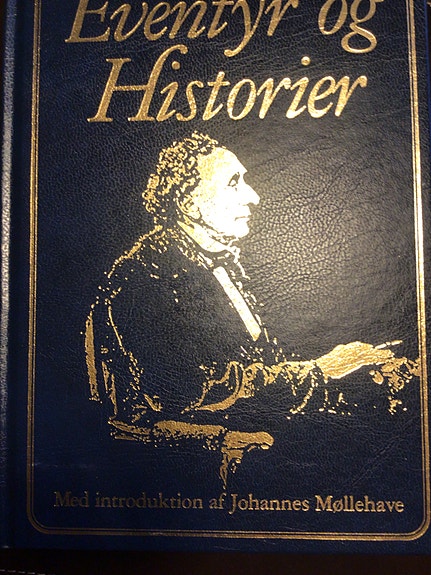 Eventyr og
Historier
Med introduktion af Johannes Møllehave